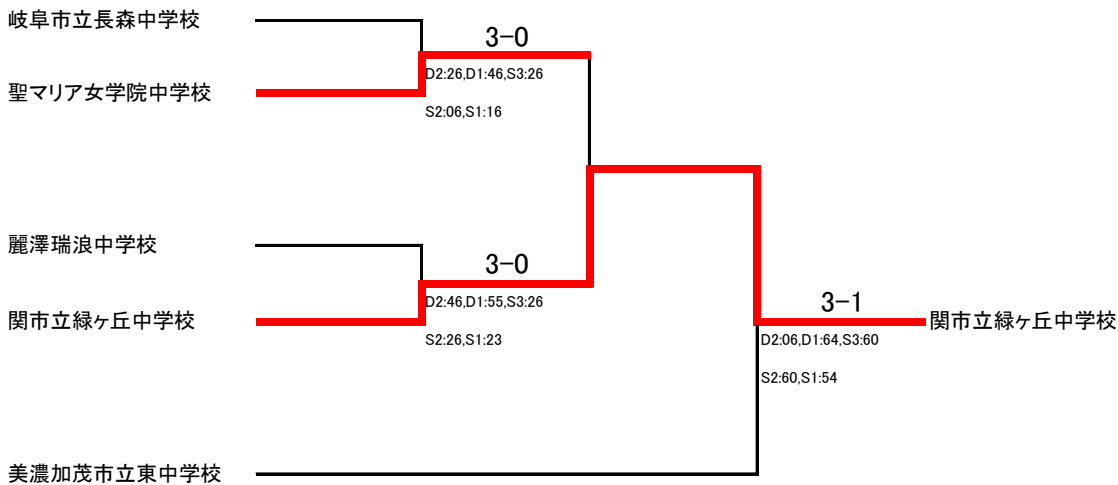 岐阜市立長森中学校
3-0
D2:26,D1:46,S3:26
聖マリア女学院中学校
S2:06,S1:16
麗澤瑞浪中学校
3-0
D2:46,D1:55,S3:26
関市立緑ヶ丘中学校
S2:26,S1:23
3-1
関市立緑ヶ丘中学校
D2:06,D1:64,S3:60
S2:60,S1:54
美濃加茂市立東中学校